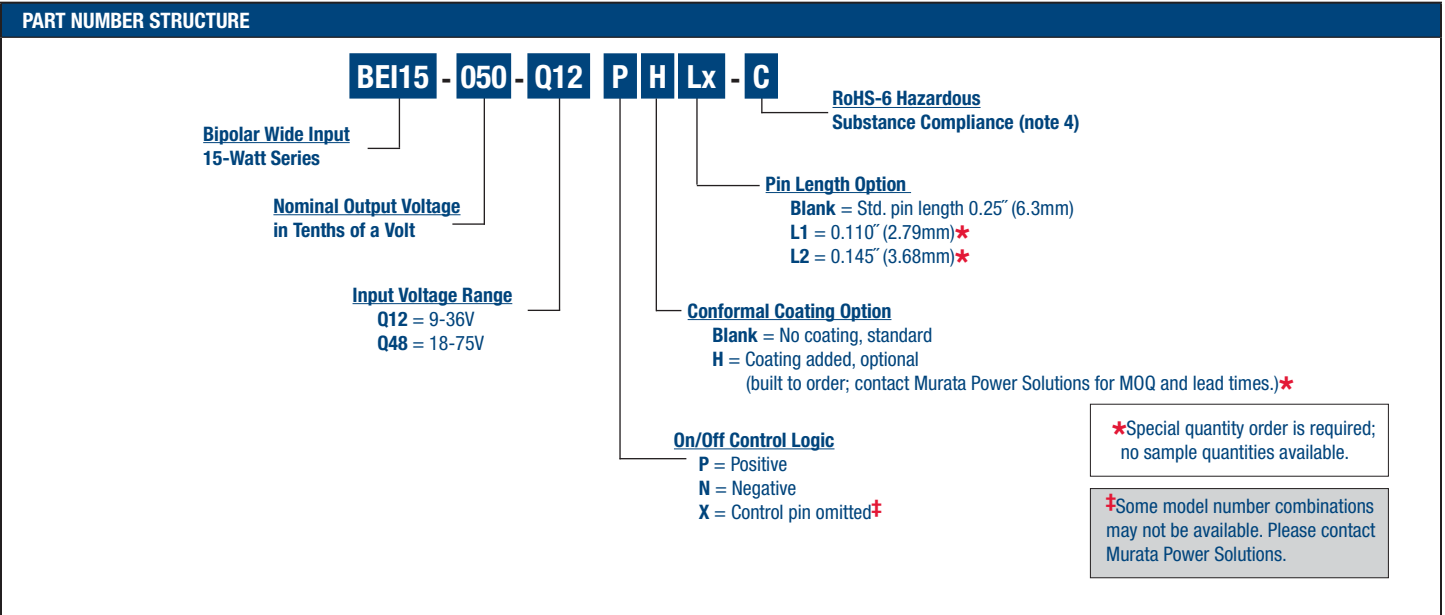 PART NUMBER STRUCTURE
BEI15 - 050 - Q12 P H Lx - C
RoHS-6 Hazardous
Substance Compliance (note 4)
Bipolar Wide Input
15-Watt Series
Pin Length Option
Blank = Std. pin length 0.25˝ (6.3mm)
L1 = 0.110˝ (2.79mm)*
L2 = 0.145˝ (3.68mm)*
Nominal Output Voltage
in Tenths of a Volt
Input Voltage Range
Q12 = 9-36V
Q48 = 18-75V
Conformal Coating Option
Blank = No coating, standard
H = Coating added, optional
(built to order; contact Murata Power Solutions for MOQ and lead times.)*
On/Off Control Logic
P = Positive
N = Negative
X = Control pin omitted‡
*Special quantity order is required;
no sample quantities available.
‡Some model number combinations
may not be available. Please contact
Murata Power Solutions.